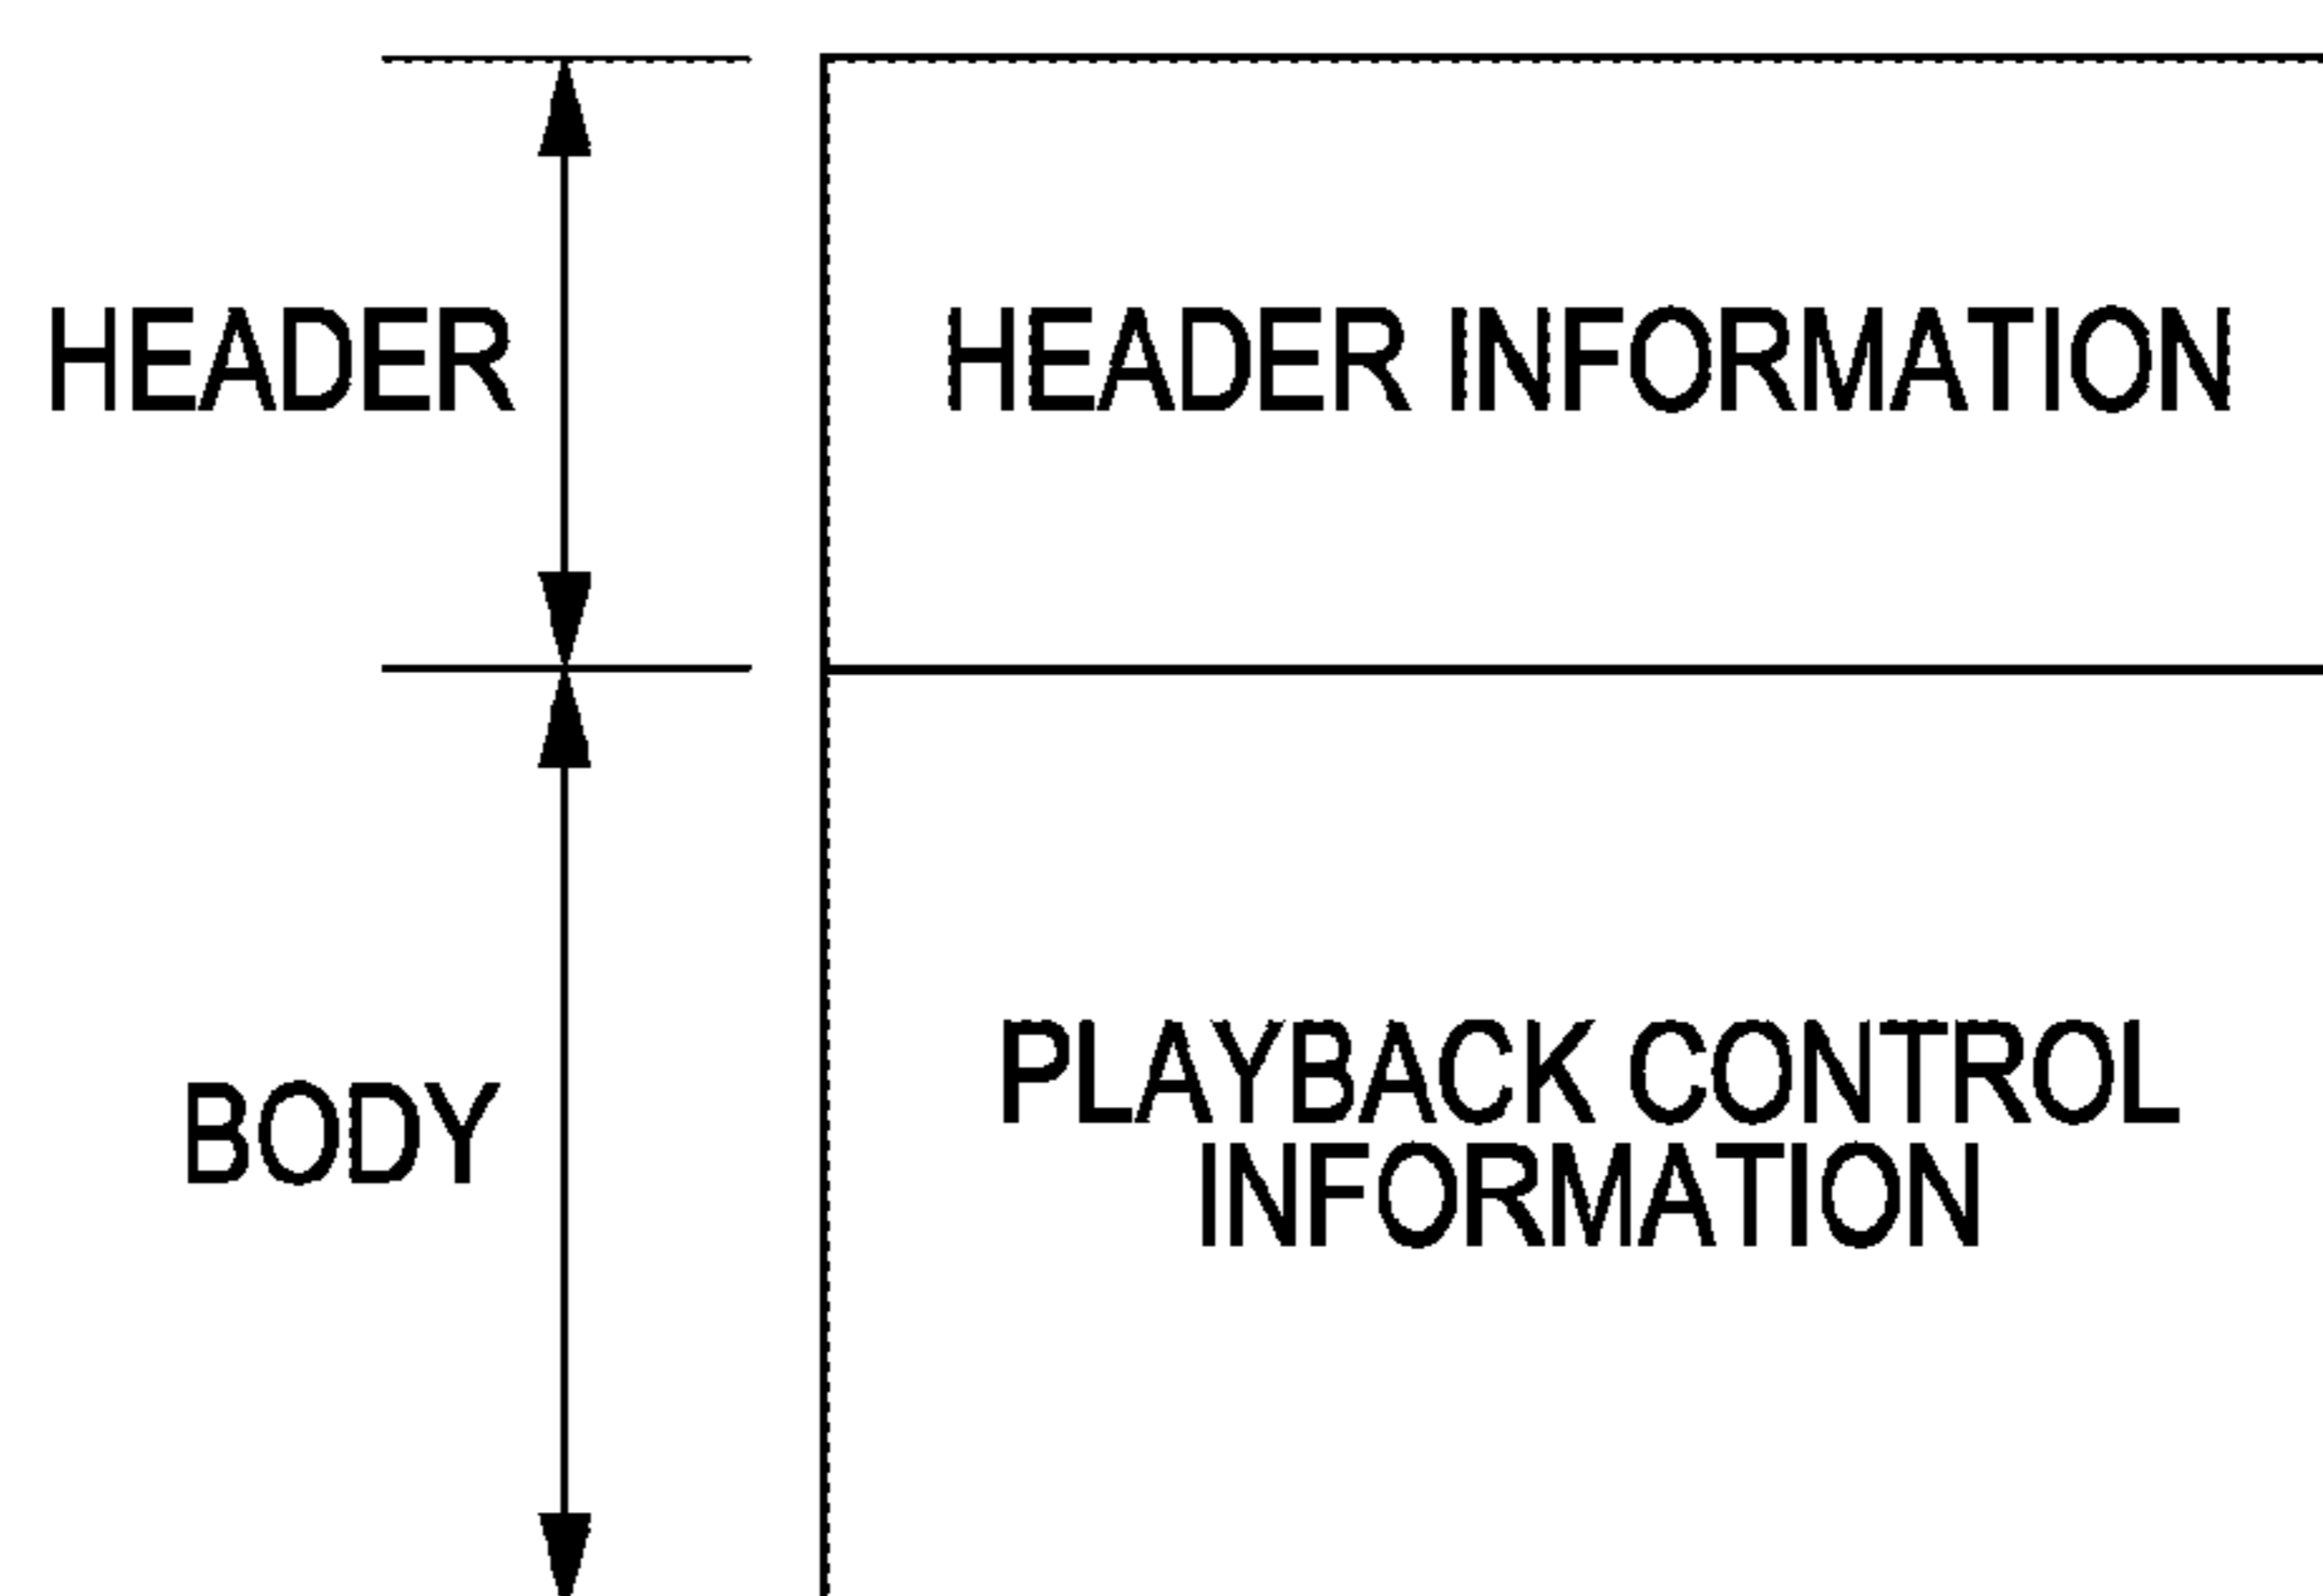 HEADER
HEADER INFORMATION
BODY
PLAYBACK CONTROL
INFORMATION